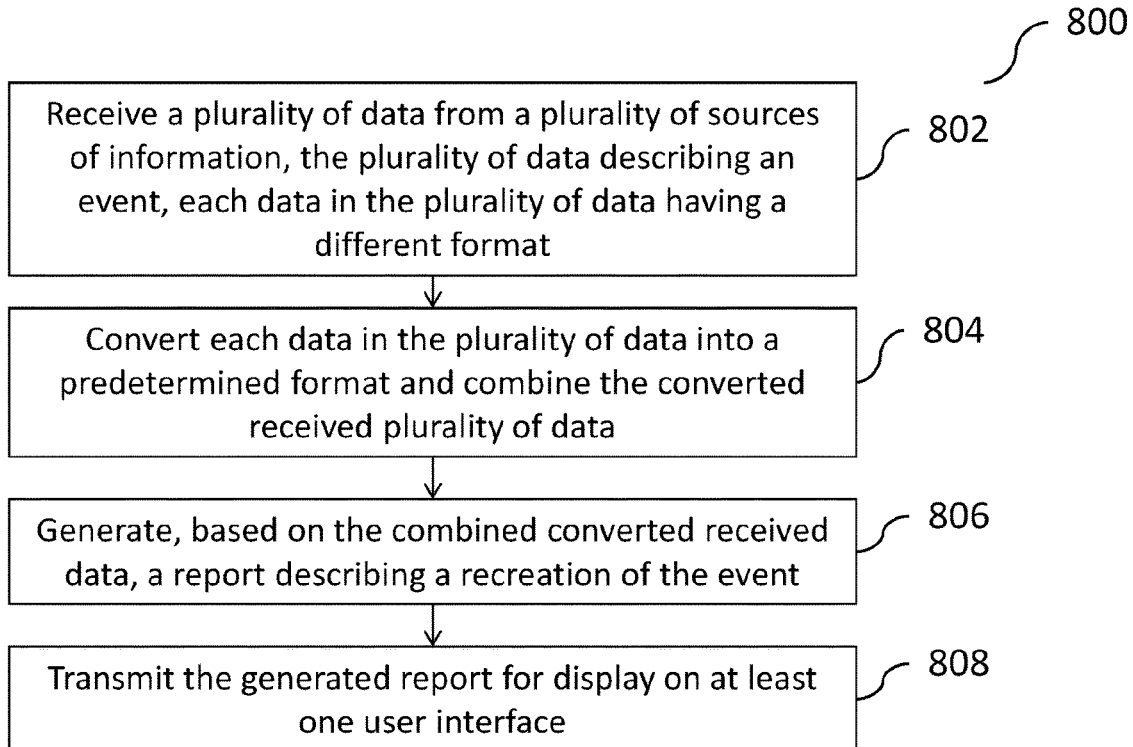 800
Receive a plurality of data from a plurality of sources
of information, the plurality of data describing an
event, each data in the plurality of data having a
different format
802
Convert each data in the plurality of data into a
predetermined format and combine the converted
received plurality of data
804
Generate, based on the combined converted received
data, a report describing a recreation of the event
806
Transmit the generated report for display on at least
one user interface
808